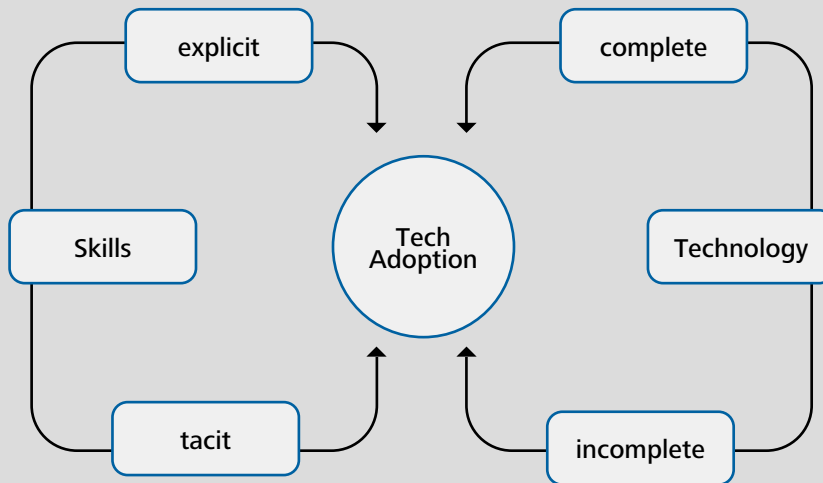 explicit
complete
Skills
Tech
Adoption
Technology
tacit
incomplete